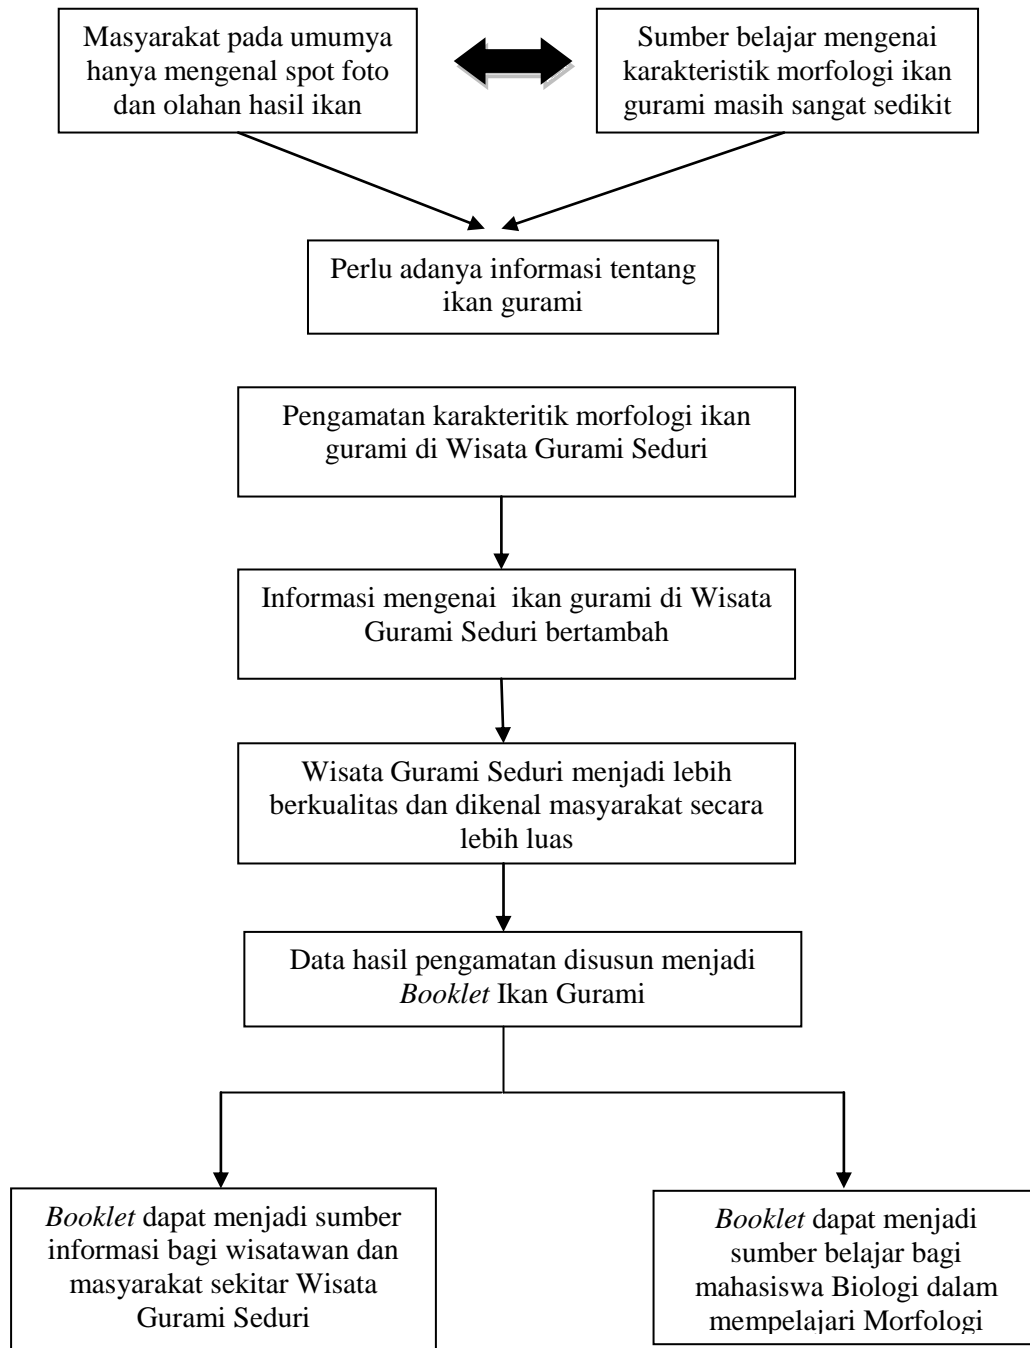 Masyarakat pada umumya
hanya mengenal spot foto
dan olahan hasil ikan
Sumber belajar mengenai
karakteristik morfologi ikan
gurami masih sangat sedikit
Perlu adanya informasi tentang
ikan gurami
Pengamatan karakteritik morfologi ikan
gurami di Wisata Gurami Seduri
Informasi mengenai  ikan gurami di Wisata
Gurami Seduri bertambah
Wisata Gurami Seduri menjadi lebih
berkualitas dan dikenal masyarakat secara
lebih luas
Data hasil pengamatan disusun menjadi
Booklet Ikan Gurami
Booklet dapat menjadi sumber
informasi bagi wisatawan dan
masyarakat sekitar Wisata
Gurami Seduri
Booklet dapat menjadi
sumber belajar bagi
mahasiswa Biologi dalam
mempelajari Morfologi